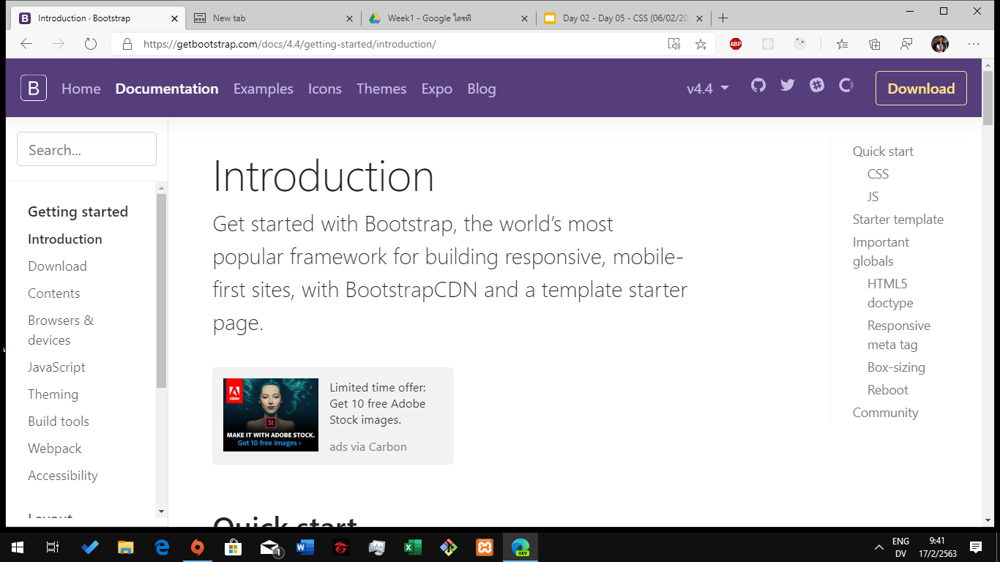 Introduction · Bootstrap
New tab
Week1 - Google ไดรฟ์
Day 02 - Day 05 - CSS (06/02/20
https://getbootstrap.com/docs/4.4/getting-started/introduction/
ABP
B
Home
Documentation
Examples
Icons
Themes
Expo
Blog
v4.4
Download
Search...
Getting started
Introduction
Download
Contents
Browsers &
devices
JavaScript
Theming
Build tools
Webpack
Accessibility
Layout
Introduction
Get started with Bootstrap, the world’s most
popular framework for building responsive, mobile-
first sites, with BootstrapCDN and a template starter
page.
Adobe
St
MAKE IT WITH ADOBE STOCK.
Get 10 free images ›
Limited time offer:
Get 10 free Adobe
Stock images.
ads via Carbon
Quick start
Quick start
CSS
JS
Starter template
Important
globals
HTML5
doctype
Responsive
meta tag
Box-sizing
Reboot
Community
1
DEV
ENG
DV
9:41
17/2/2563